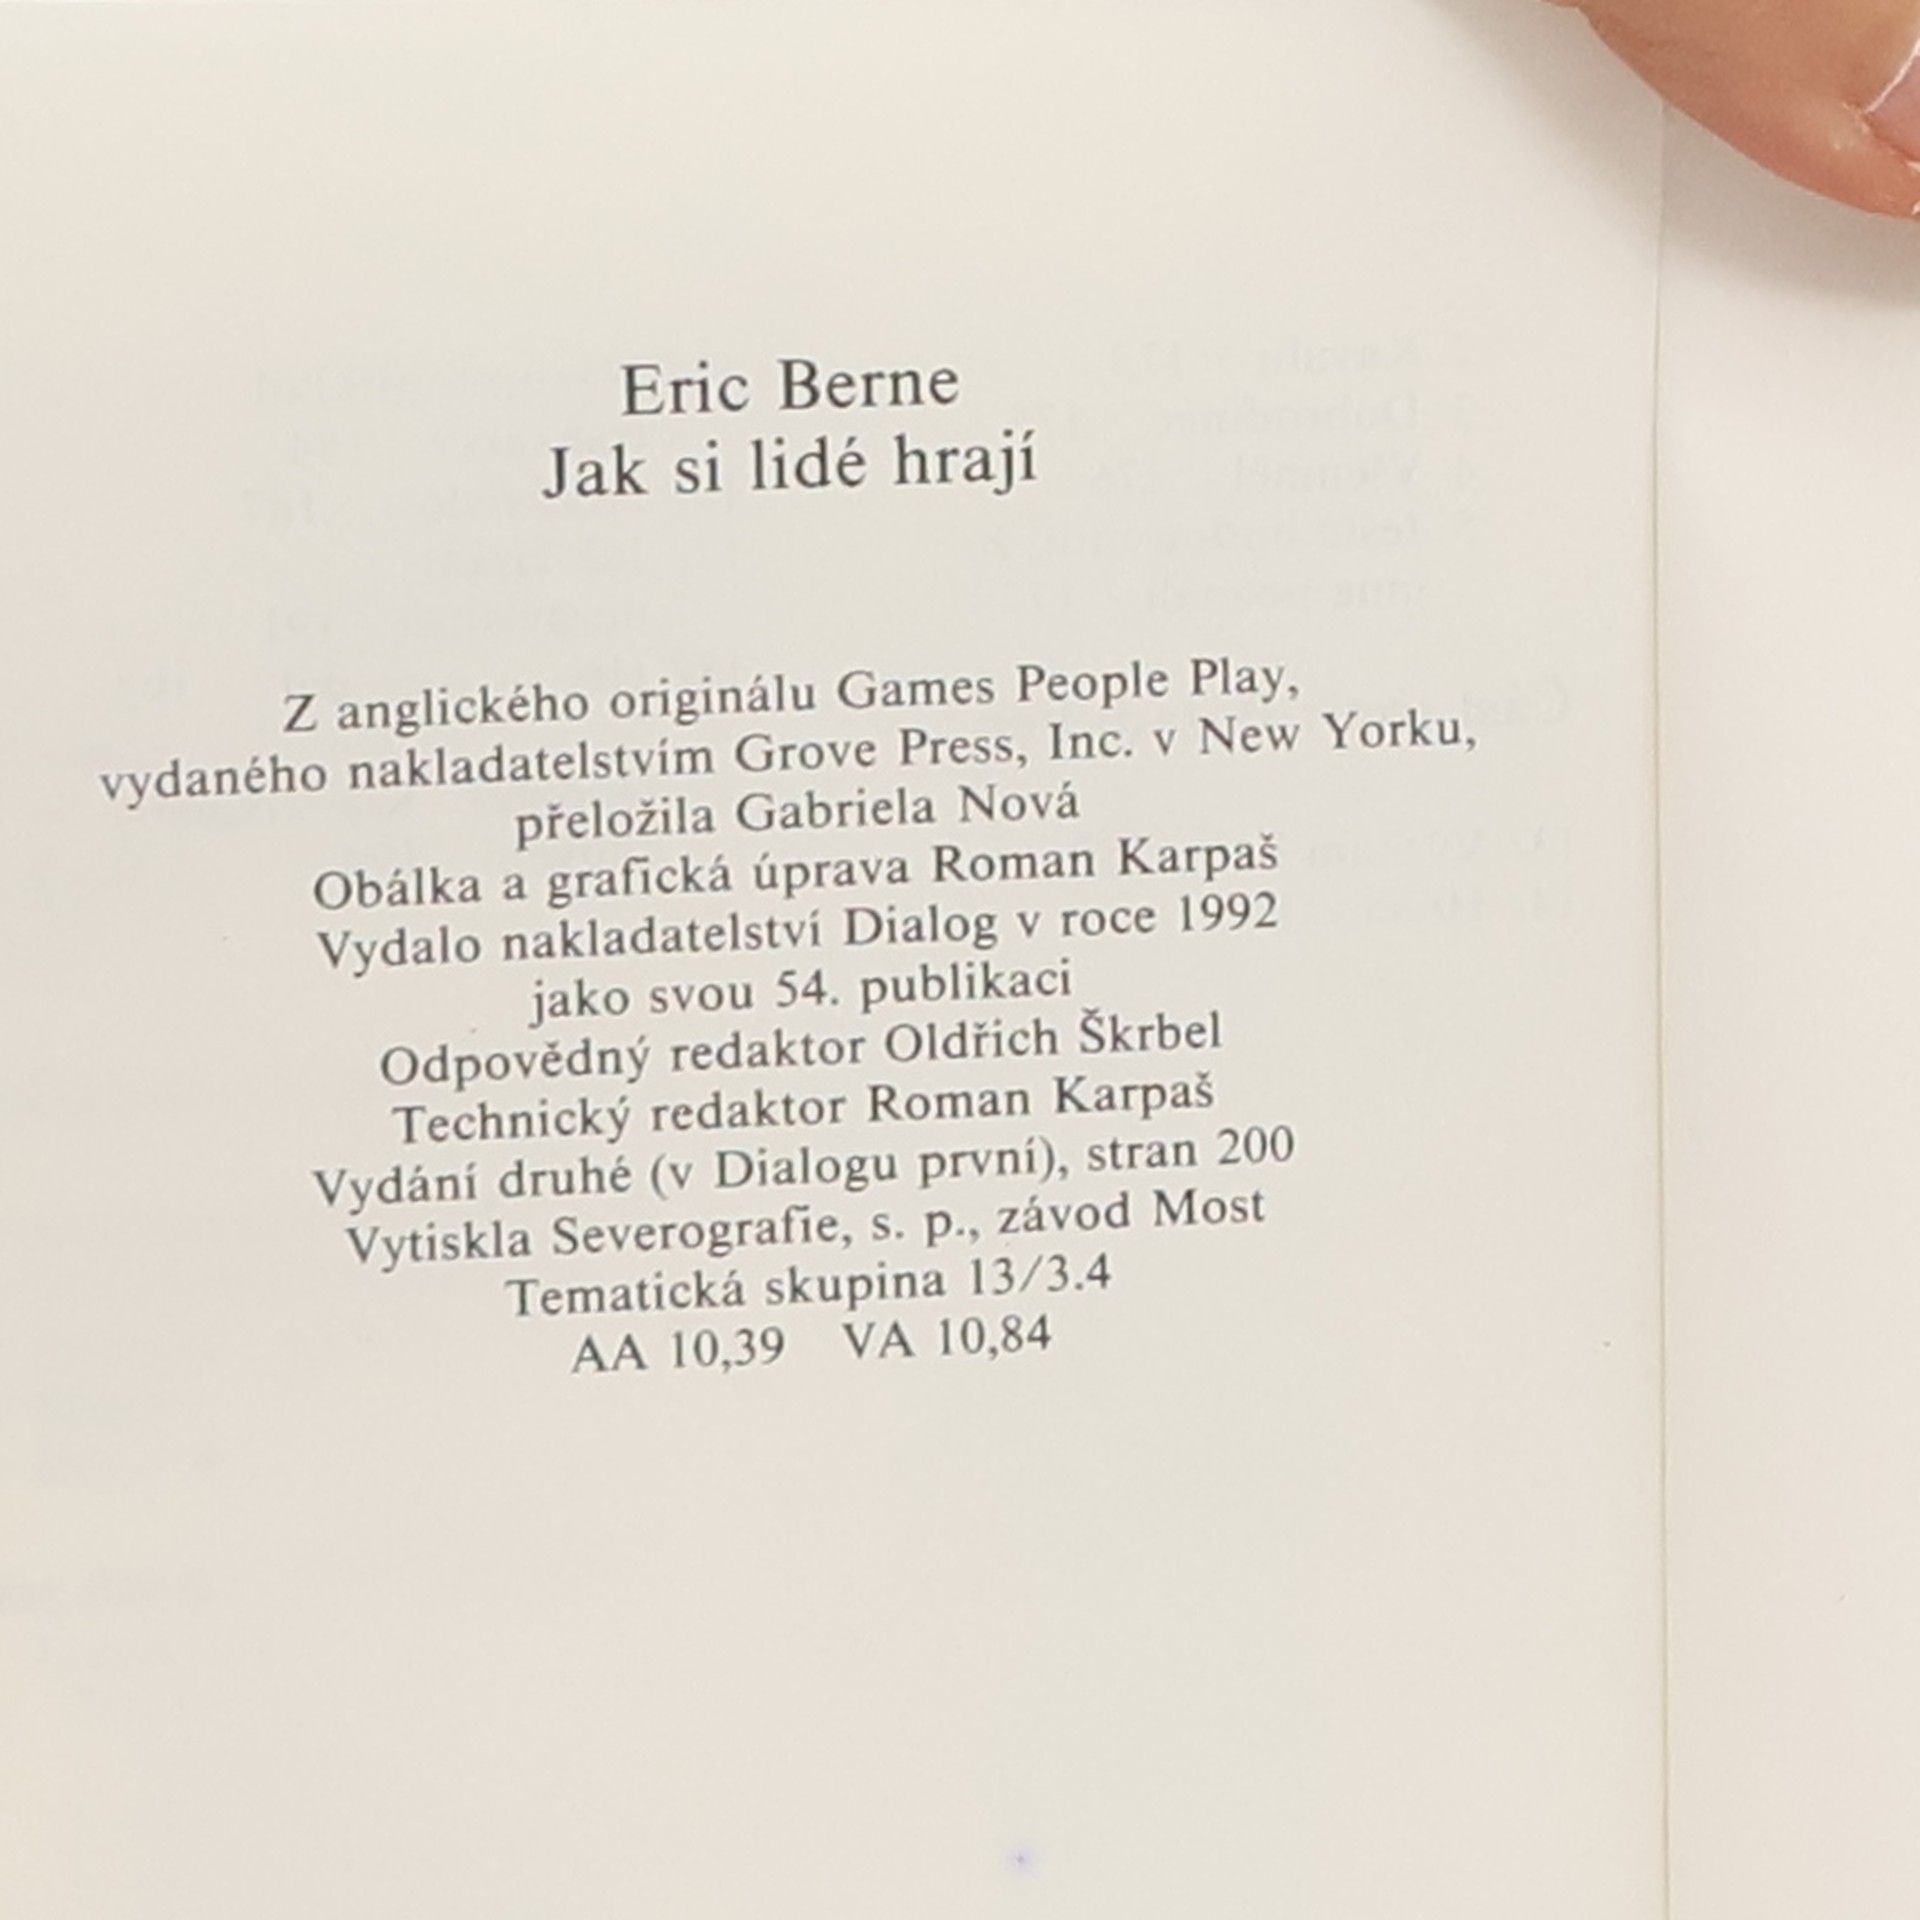 Eric Berne
Jak si lidé hrají
Z anglického originálu Games People Play,
vydaného nakladatelstvím Grove Press, Inc. v New Yorku,
přeložila Gabriela Nová
Obálka a grafická úprava Roman Karpaš
Vydalo nakladatelství Dialog v roce 1992
jako svou 54. publikaci
Odpovědný redaktor Oldřich Škrbel
Technický redaktor Roman Karpaš
Vydání druhé (v Dialogu první), stran 200
Vytiskla Severografie, s. p., závod Most
Tematická skupina 13/3.4
AA 10,39 VA 10,84